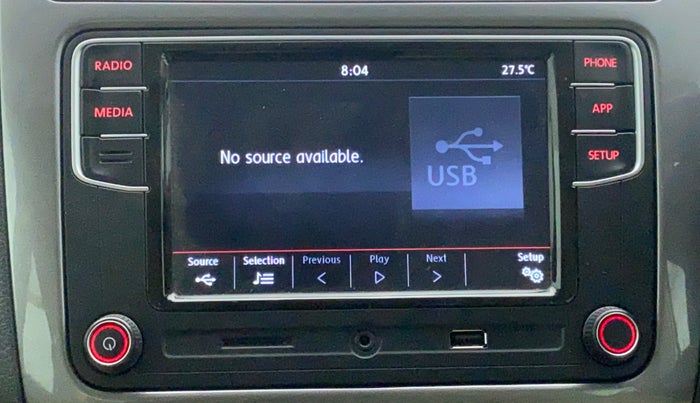 RADIO
MEDIA
8:04 27.5°C
No source available.
USB
Source Selection Previous Play Next Setup
PHONE
APP
SETUP